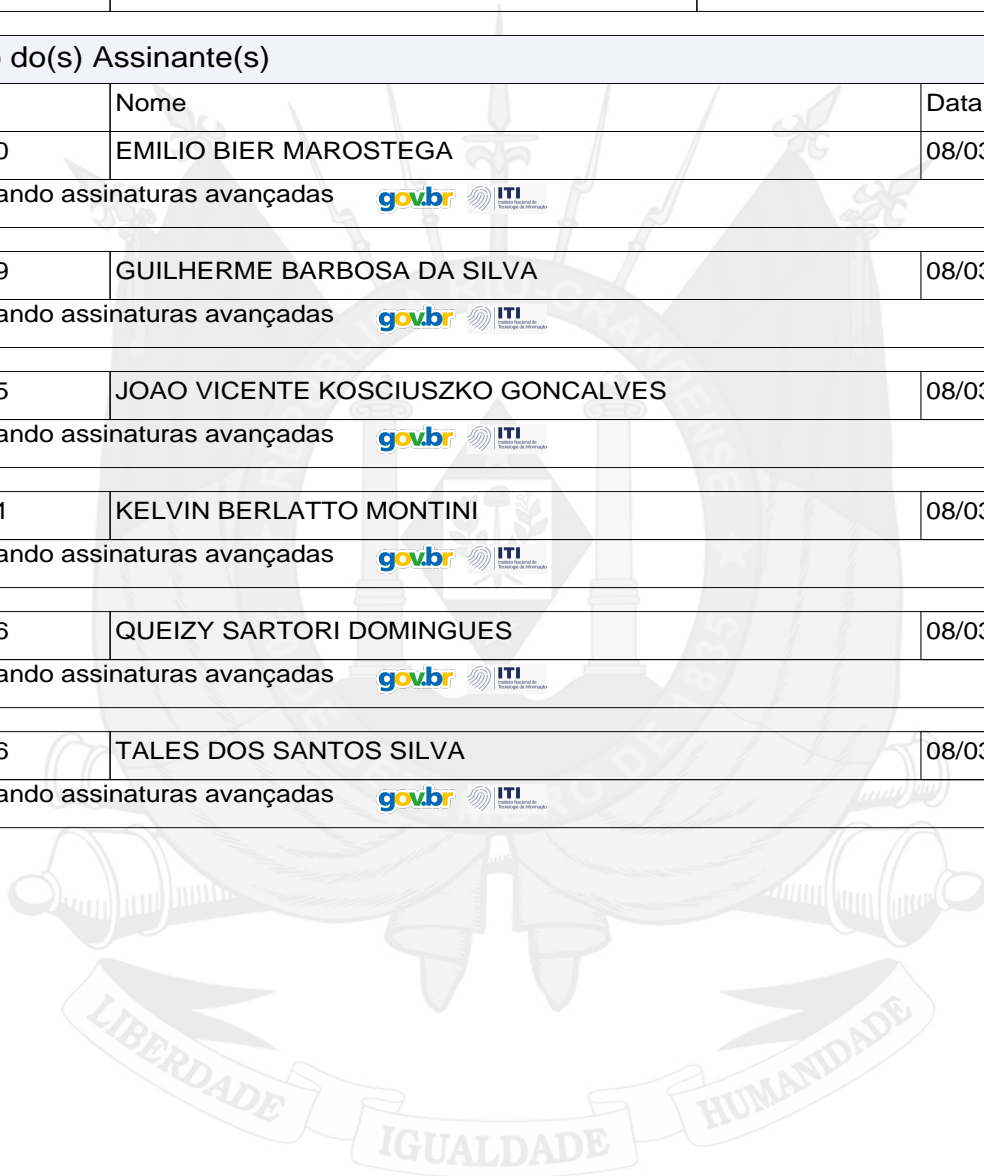 do(s) Assinante(s)
Nome Data
0 EMILIO BIER MAROSTEGA 08/03
ando assinaturas avançadas gov.br ITI
9 GUILHERME BARBOSA DA SILVA 08/03
ando assinaturas avançadas gov.br ITI
5 JOAO VICENTE KOSCIUSZKO GONCALVES 08/03
ando assinaturas avançadas gov.br ITI
1 KELVIN BERLATTO MONTINI 08/03
ando assinaturas avançadas gov.br ITI
6 QUEIZY SARTORI DOMINGUES 08/03
ando assinaturas avançadas gov.br ITI
6 TALES DOS SANTOS SILVA 08/03
ando assinaturas avançadas gov.br ITI
LIBERDADE IGUALDADE HUMANIDADE